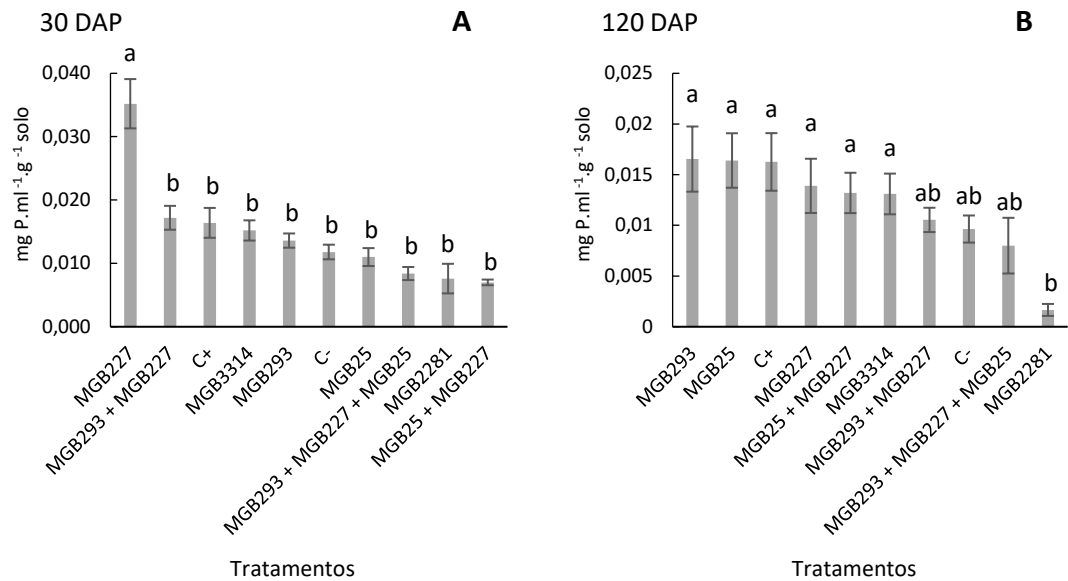 30 DAP
A
a
b
b
b
b
b
b
b
b
b
0,040
0,030
0,020
0,010
0,000
mg P.ml ⁻¹.g ⁻¹ solo
MGB227
MGB293 + MGB227
C+
MGB3314
MGB293
C-
MGB25
MGB293 + MGB227 + MGB25
MGB2281
MGB25 + MGB227
Tratamentos
120 DAP
B
a
a
a
a
a
a
ab
ab
ab
b
0,025
0,02
0,015
0,01
0,005
0
mg P.ml ⁻¹.g ⁻¹ solo
MGB293
MGB25
C+
MGB227
MGB25 + MGB227
MGB3314
MGB293 + MGB227
C-
MGB293 + MGB227 + MGB25
MGB2281
Tratamentos